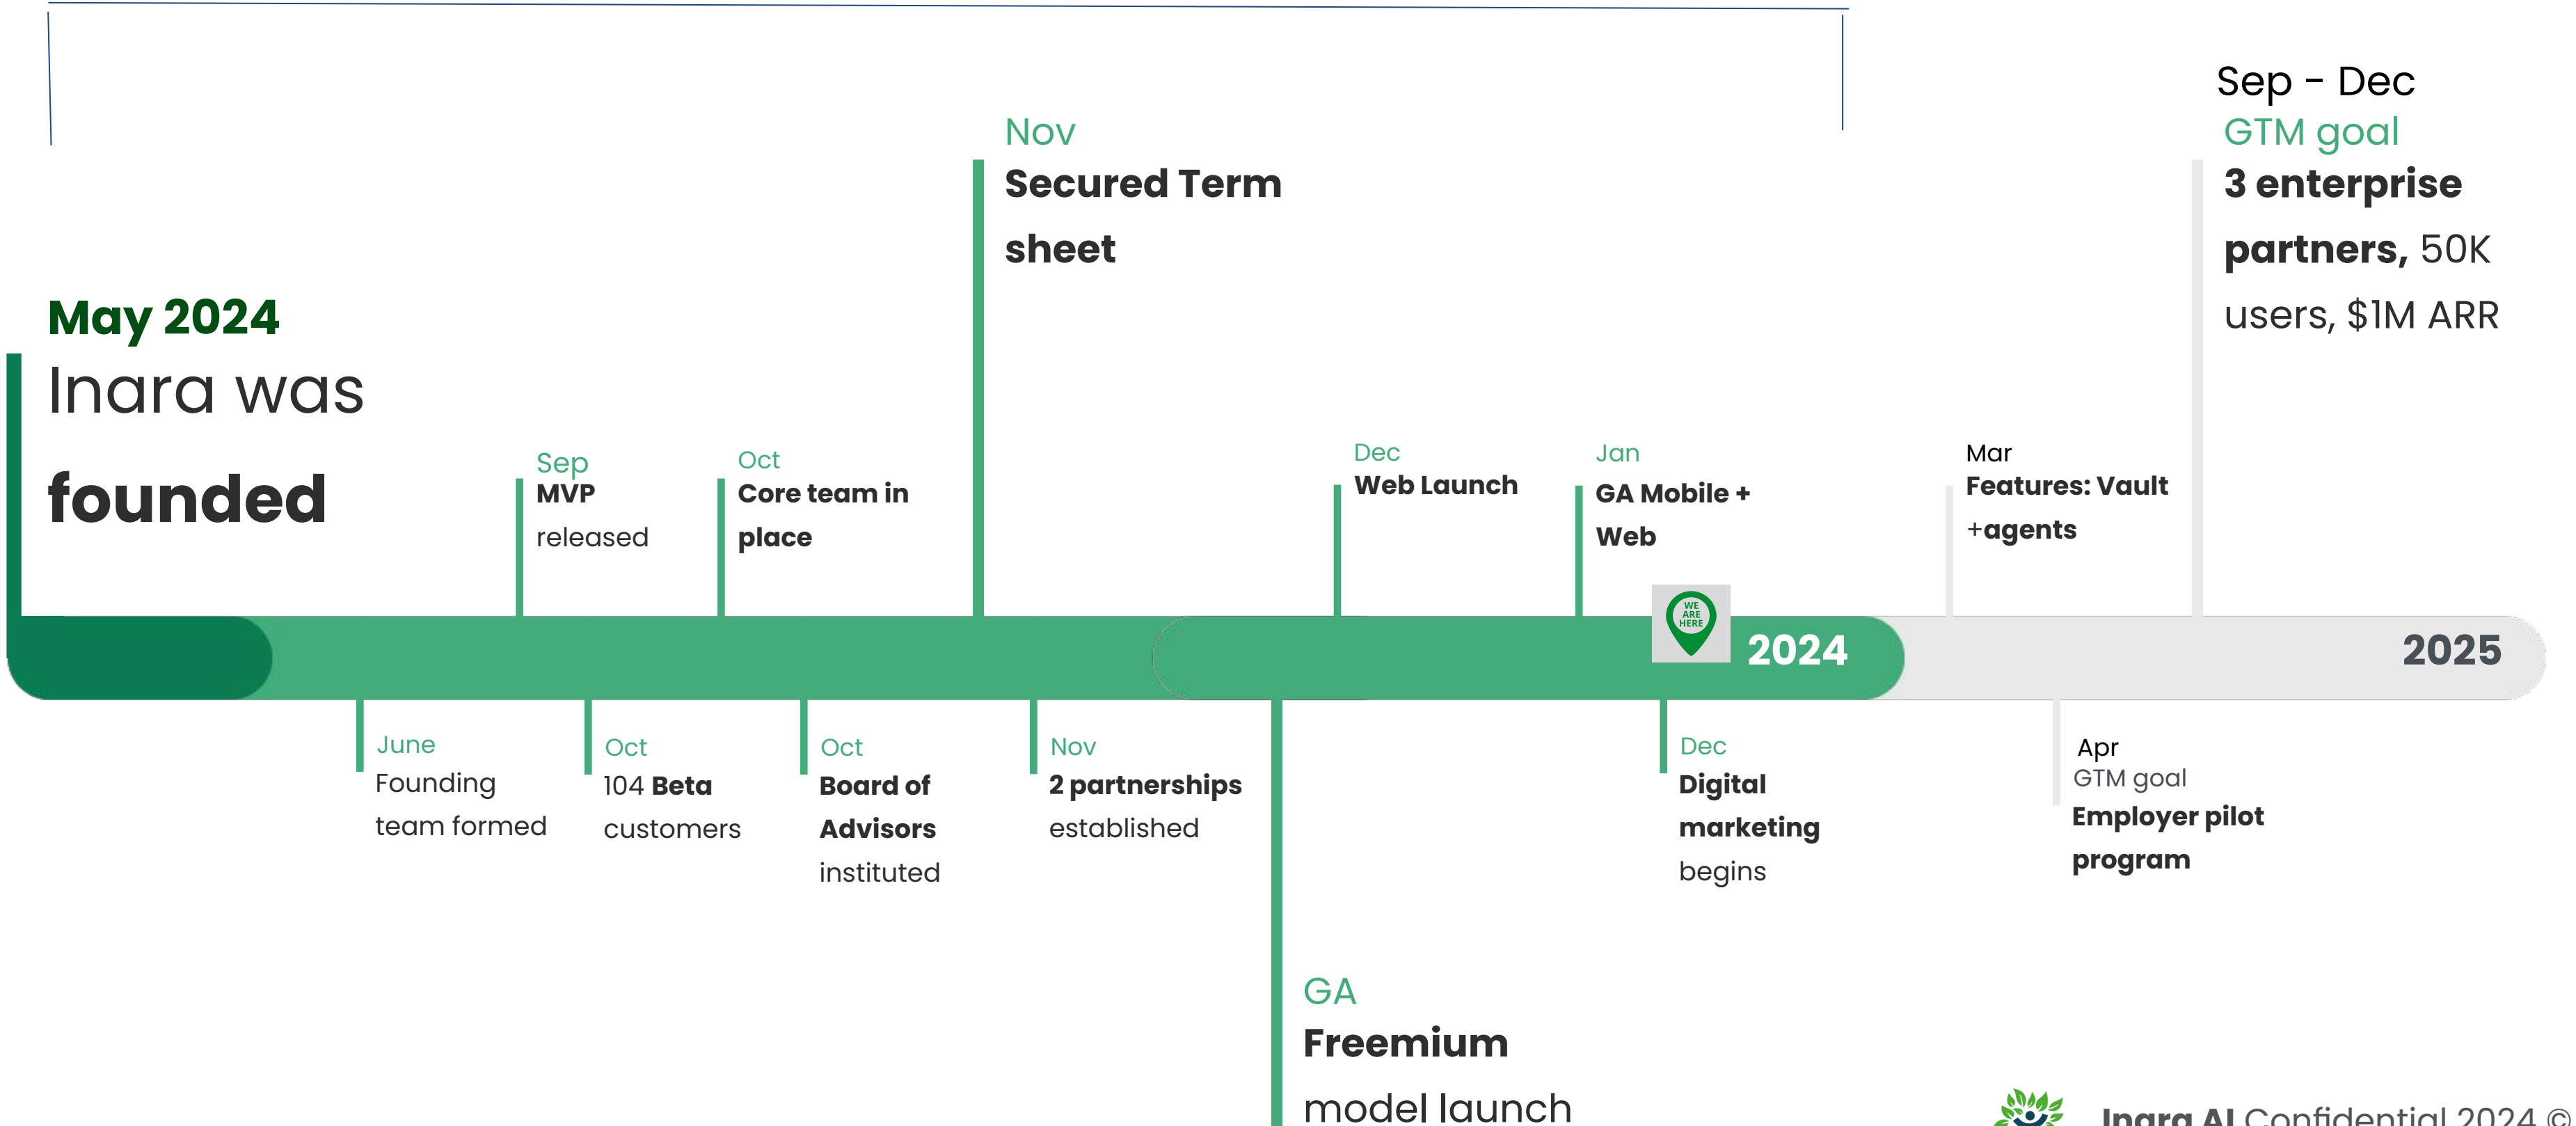 May 2024
Inara was
founded
Sep
MVP
released
Oct
Core team in
place
Nov
Secured Term
sheet
Dec
Web Launch
Jan
GA Mobile +
Web
Mar
Features: Vault
+agents
Sep - Dec
GTM goal
3 enterprise
partners, 50K
users, $1M ARR
WE
ARE
HERE
2024
2025
June
Founding
team formed
Oct
104 Beta
customers
Oct
Board of
Advisors
instituted
Nov
2 partnerships
established
GA
Freemium
model launch
Dec
Digital
marketing
begins
Apr
GTM goal
Employer pilot
program
Inara AI Confidential 2024 ©